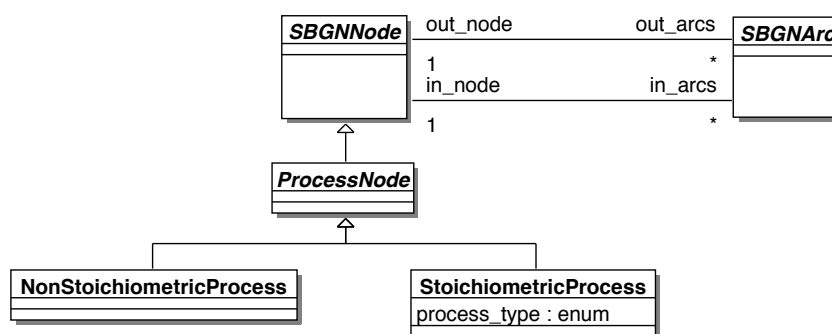 SBGNNode
out_node
out_arcs
SBGNArc
1
*
in_node
in_arcs
1
*
ProcessNode
NonStoichiometricProcess
StoichiometricProcess
process_type : enum